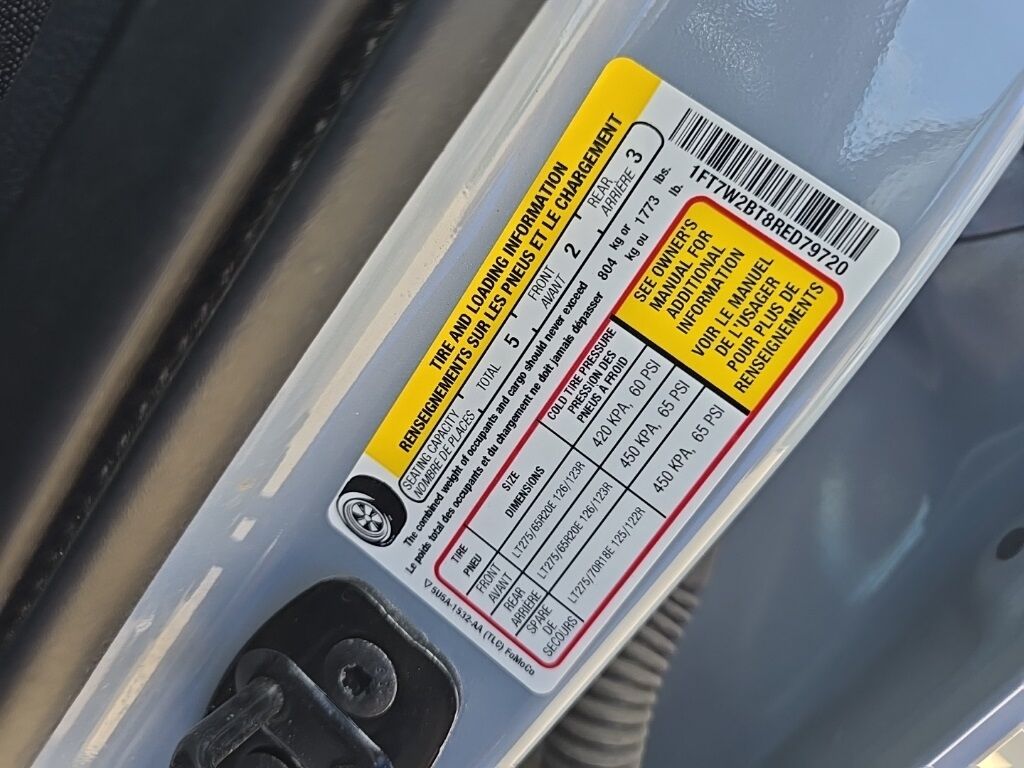 TIRE AND LOADING INFORMATION
RENSEIGNEMENTS SUR LES PNEUS ET LE CHARGEMENT
SEATING CAPACITY TOTAL 5 FRONT 2 REAR 3
NOMBRE DE PLACES AVANT ARRIÈRE
The combined weight of occupants and cargo should never exceed 804 kg or 1773 lbs.
Le poids total des occupants et du chargement ne doit jamais dépasser kg ou lb.
TIRE SIZE COLD TIRE PRESSURE
PNEU DIMENSIONS PRESSION DES
PNEUS A FROID
FRONT LT275/65R20E 126/123R 420 KPA, 60 PSI
AVANT
REAR LT275/65R20E 126/123R 450 KPA, 65 PSI
ARRIÈRE
SPARE LT275/70R18E 125/122R 450 KPA, 65 PSI
DE
SECOURS
SEE OWNER'S
MANUAL FOR
ADDITIONAL
INFORMATION
VOIR LE MANUEL
DE L'USAGER
POUR PLUS DE
RENSEIGNEMENTS
1FT7W2BT8RED79720
5U5A-1532-AA (TLC) FoMoCo